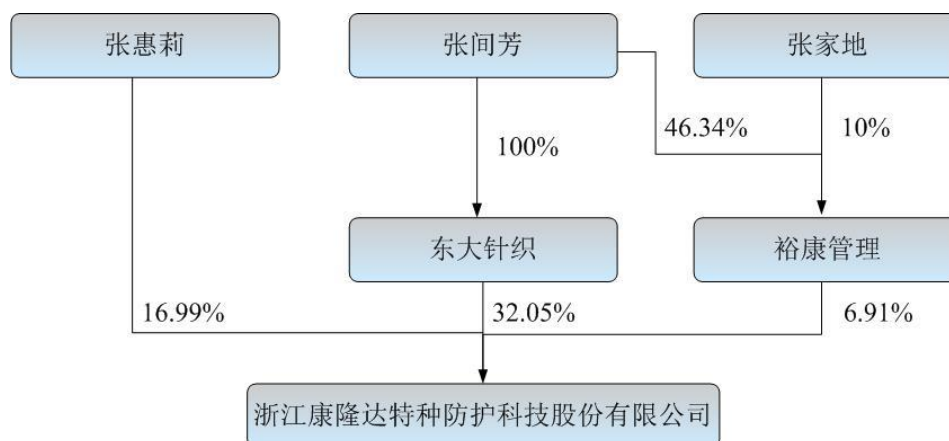 张惠莉
张间芳
张家地
46.34%
10%
100%
东大针织
裕康管理
16.99%
32.05%
6.91%
浙江康隆达特种防护科技股份有限公司